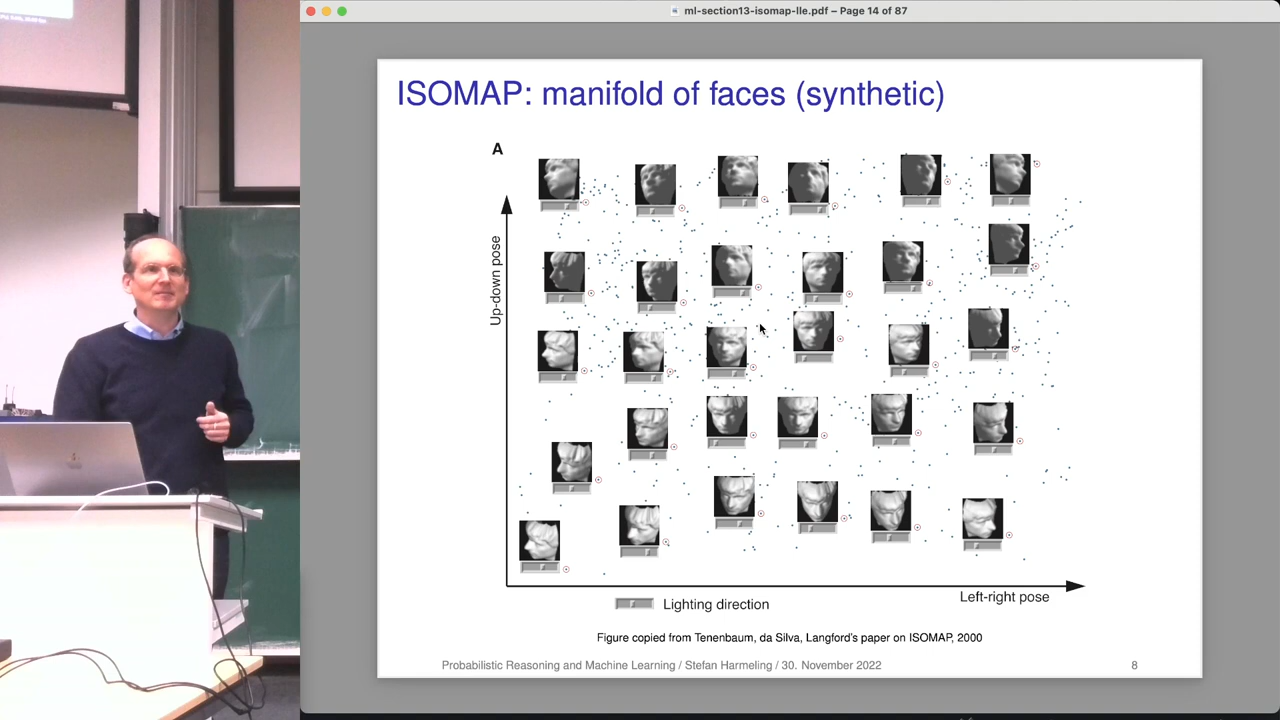 ml-section13-isomap-lle.pdf – Page 14 of 87
ISOMAP: manifold of faces (synthetic)
A
Up-down pose
Left-right pose
Lighting direction
Figure copied from Tenenbaum, da Silva, Langford's paper on ISOMAP, 2000
Probabilistic Reasoning and Machine Learning / Stefan Harmeling / 30. November 2022
8